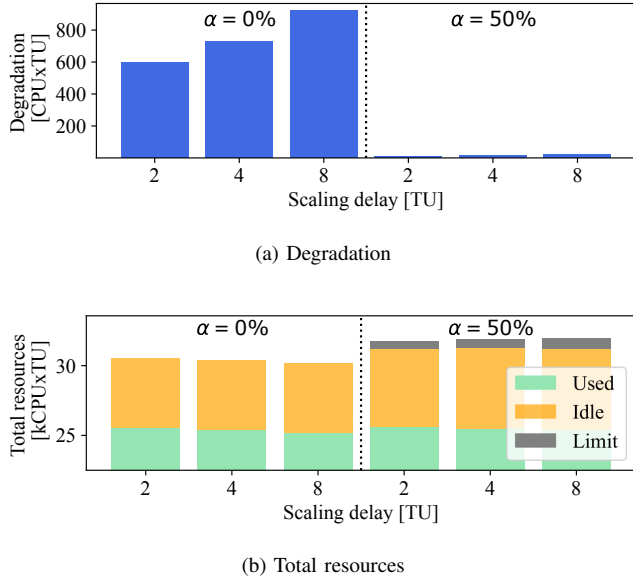 α = 0%
α = 50%
Degradation
[CPUxTU]
800
600
400
200
2
4
8
2
4
8
Scaling delay [TU]
(a) Degradation
α = 0%
α = 50%
Total resources
[kCPUxTU]
30
25
Used
Idle
Limit
2
4
8
2
4
8
Scaling delay [TU]
(b) Total resources